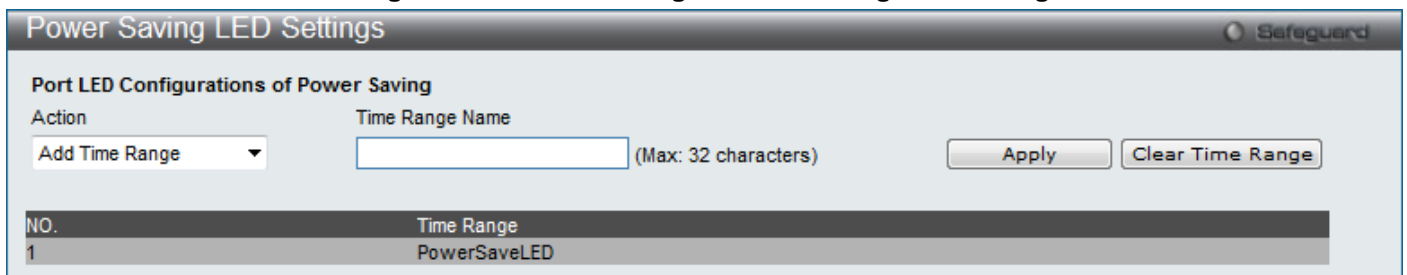 Power Saving LED Settings
Safeguard
Port LED Configurations of Power Saving
Action Time Range Name
Add Time Range (Max: 32 characters) Apply Clear Time Range
NO. Time Range
1 PowerSaveLED